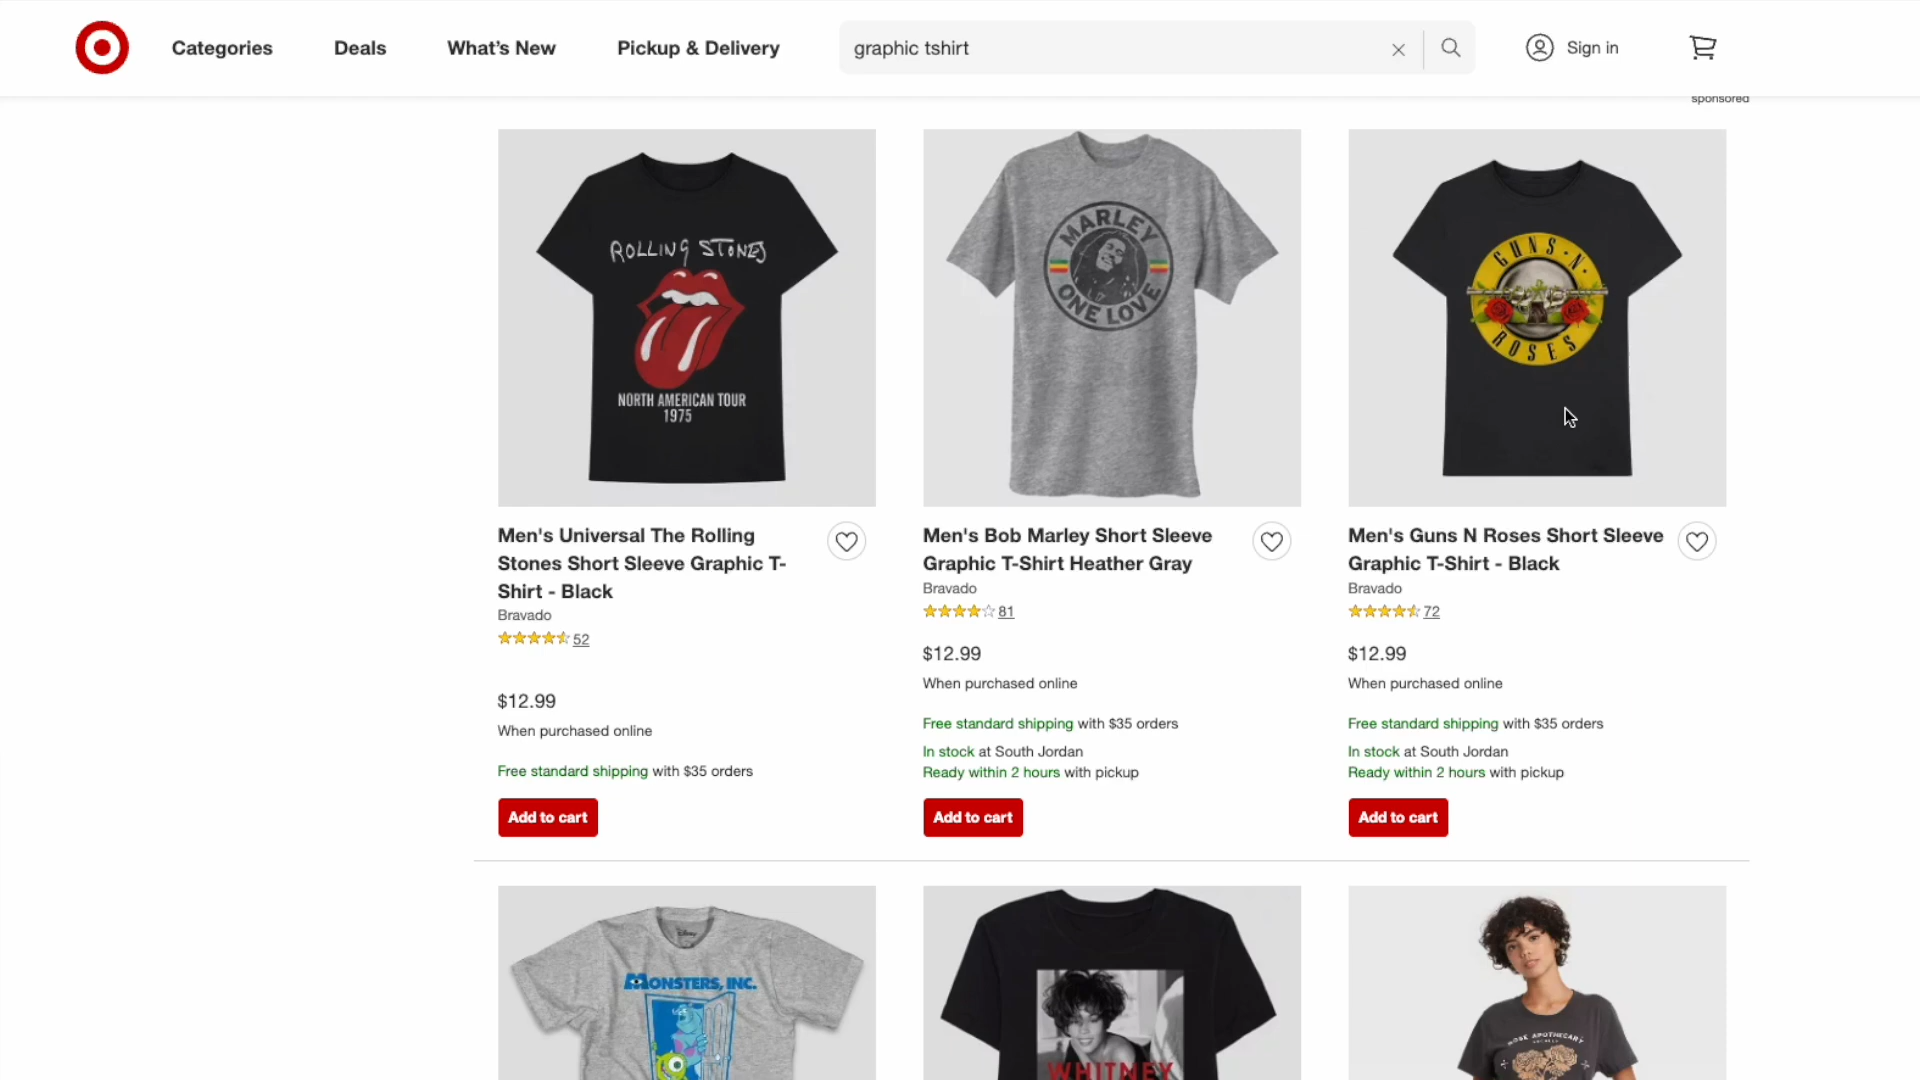 Categories
Deals
What's New
Pickup & Delivery
graphic tshirt
Sign in
sponsored
ROLLING STONES
NORTH AMERICAN TOUR
1975
MARLEY
ONE LOVE
GUNS · N ·
ROSES
Men's Universal The Rolling
Stones Short Sleeve Graphic T-
Shirt - Black
Bravado
52
$12.99
When purchased online
Free standard shipping with $35 orders
Add to cart
Men's Bob Marley Short Sleeve
Graphic T-Shirt Heather Gray
Bravado
81
$12.99
When purchased online
Free standard shipping with $35 orders
In stock at South Jordan
Ready within 2 hours with pickup
Add to cart
Men's Guns N Roses Short Sleeve
Graphic T-Shirt - Black
Bravado
72
$12.99
When purchased online
Free standard shipping with $35 orders
In stock at South Jordan
Ready within 2 hours with pickup
Add to cart
Disney
MONSTERS, INC.
WHITNEY
ROSE APOTHECARY